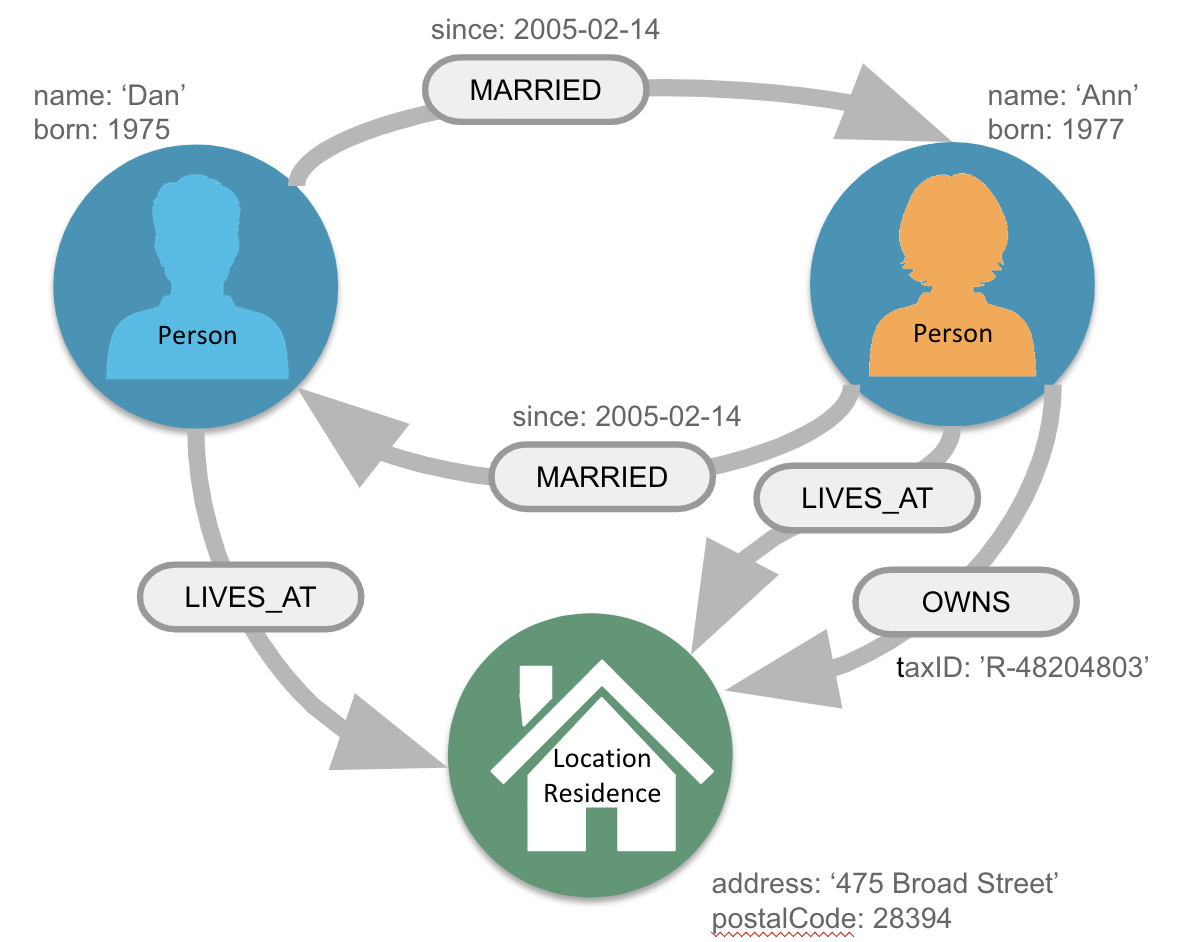 since: 2005-02-14
MARRIED
name: ‘Dan’
born: 1975
name: ‘Ann’
born: 1977
Person
Person
since: 2005-02-14
MARRIED
LIVES_AT
LIVES_AT
OWNS
taxID: ’R-48204803’
Location
Residence
address: ‘475 Broad Street’
postalCode: 28394